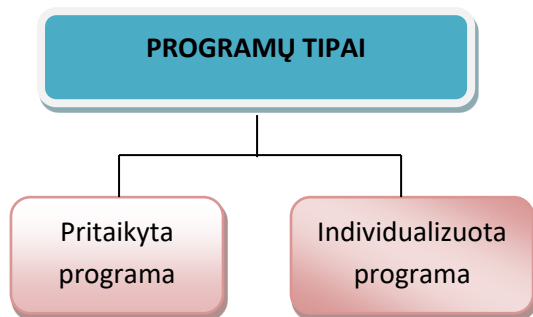 PROGRAMŲ TIPAI
Pritaikyta
programa
Individualizuota
programa